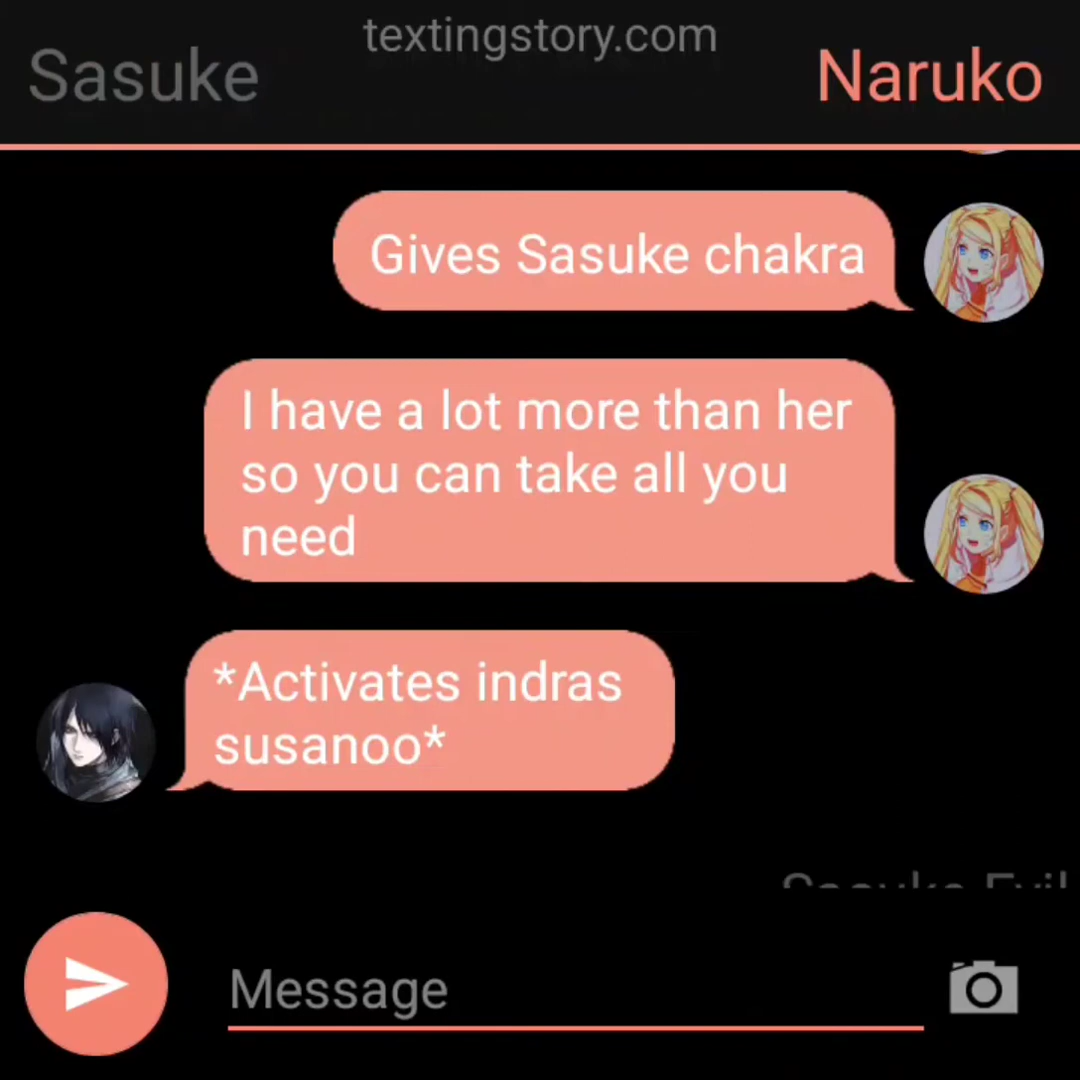 textingstory.com
Sasuke
Naruko
Gives Sasuke chakra
I have a lot more than her
so you can take all you
need
*Activates indras
susanoo*
Message